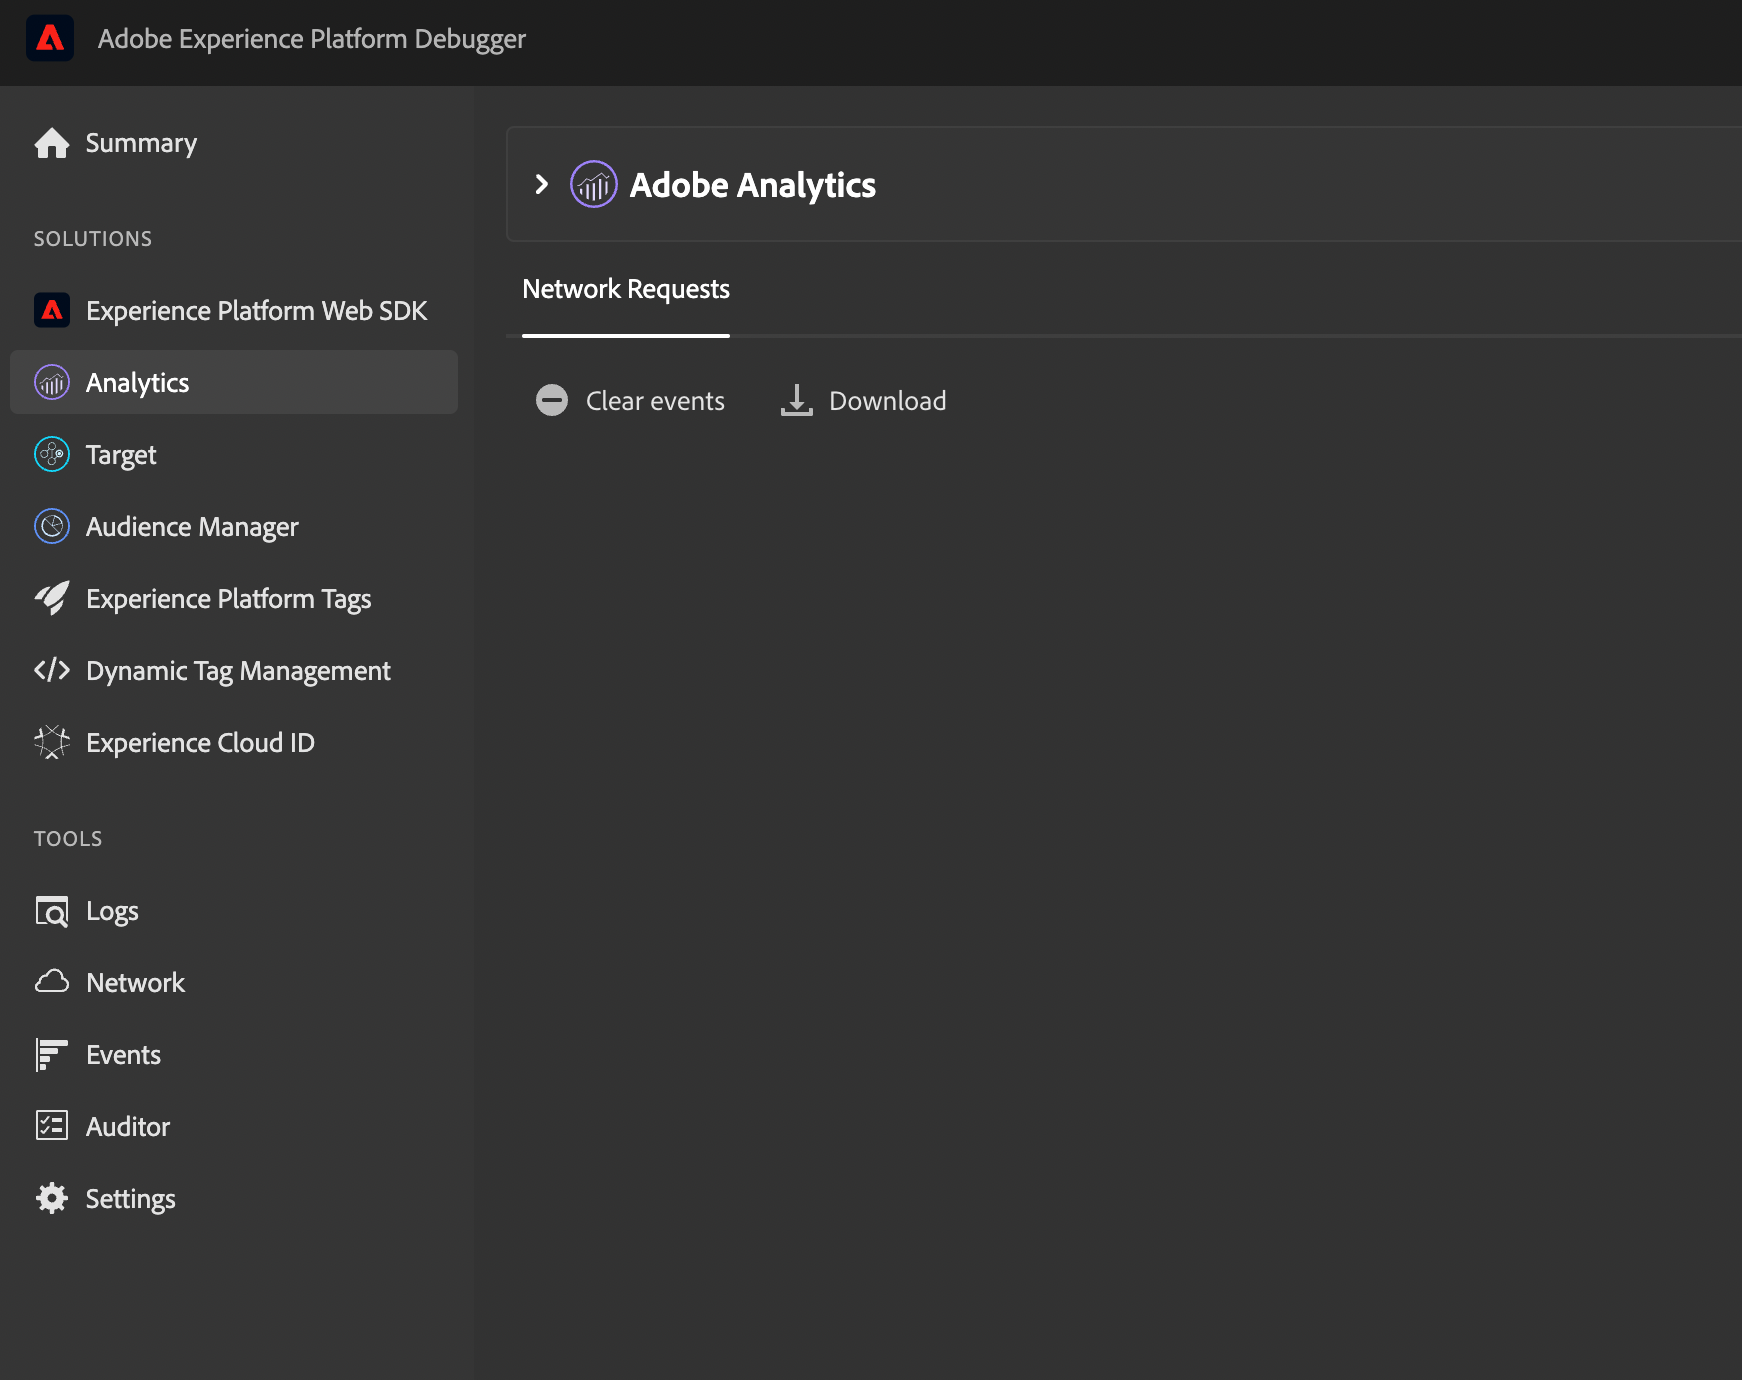 Adobe Experience Platform Debugger
Summary
SOLUTIONS
Experience Platform Web SDK
Analytics
Target
Audience Manager
Experience Platform Tags
Dynamic Tag Management
Experience Cloud ID
TOOLS
Logs
Network
Events
Auditor
Settings
Adobe Analytics
Network Requests
Clear events
Download